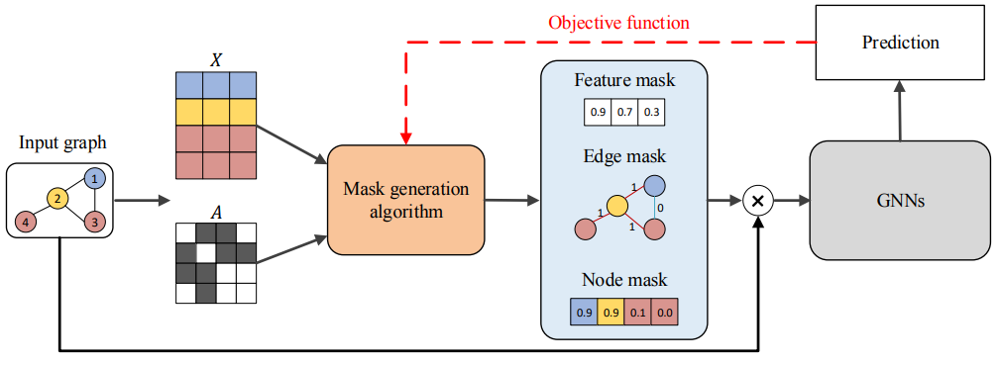 Objective function
Prediction
X
Feature mask
0.9 0.7 0.3
Input graph
1
2
4
3
Mask generation
algorithm
Edge mask
1
0
1
1
GNNs
×
A
Node mask
0.9 0.9 0.1 0.0